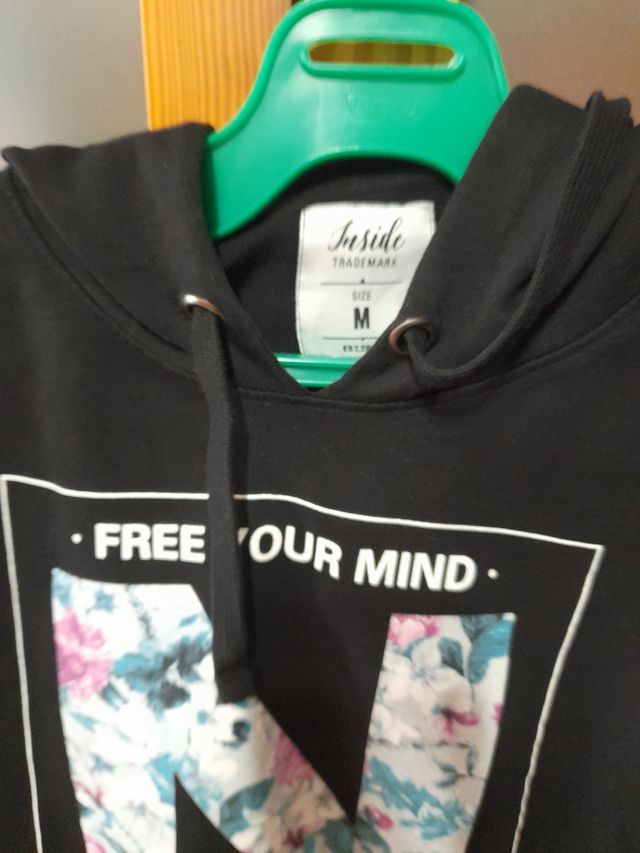 Inside
TRADEMARK
SIZE
M
· FREE YOUR MIND ·
N